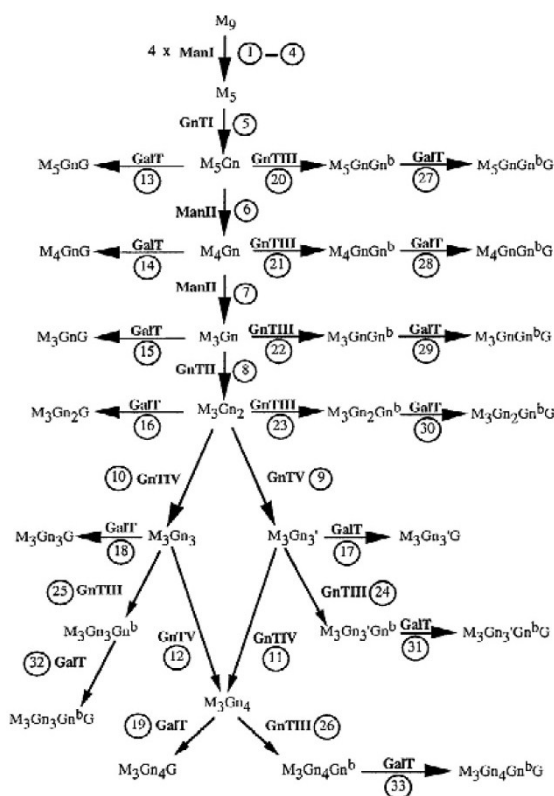 M₉
4 x ManI ① – ④
M₅
GnTI ⑤
M₅GnG GalT M₅Gn GnTIII M₅GnGnᵇ GalT M₅GnGnᵇG
⑬ ⑳ ㉗
ManII ⑥
M₄GnG GalT M₄Gn GnTIII M₄GnGnᵇ GalT M₄GnGnᵇG
⑭ ㉑ ㉘
ManII ⑦
M₃GnG GalT M₃Gn GnTIII M₃GnGnᵇ GalT M₃GnGnᵇG
⑮ ㉒ ㉙
GnTII ⑧
M₃Gn₂G GalT M₃Gn₂ GnTIII M₃Gn₂Gnᵇ GalT M₃Gn₂GnᵇG
⑯ ㉓ ㉚
⑩ GnTIV GnTV ⑨
M₃Gn₃G GalT M₃Gn₃ M₃Gn₃' GalT M₃Gn₃'G
⑱ ⑰
㉕ GnTIII GnTIII ㉔
M₃Gn₃Gnᵇ GnTV GnTIV M₃Gn₃'Gnᵇ GalT M₃Gn₃'GnᵇG
⑫ ⑪ ㉛
㉜ GalT
M₃Gn₄
M₃Gn₃GnᵇG ⑲ GalT GnTIII ㉖
M₃Gn₄G M₃Gn₄Gnᵇ GalT M₃Gn₄GnᵇG
㉝